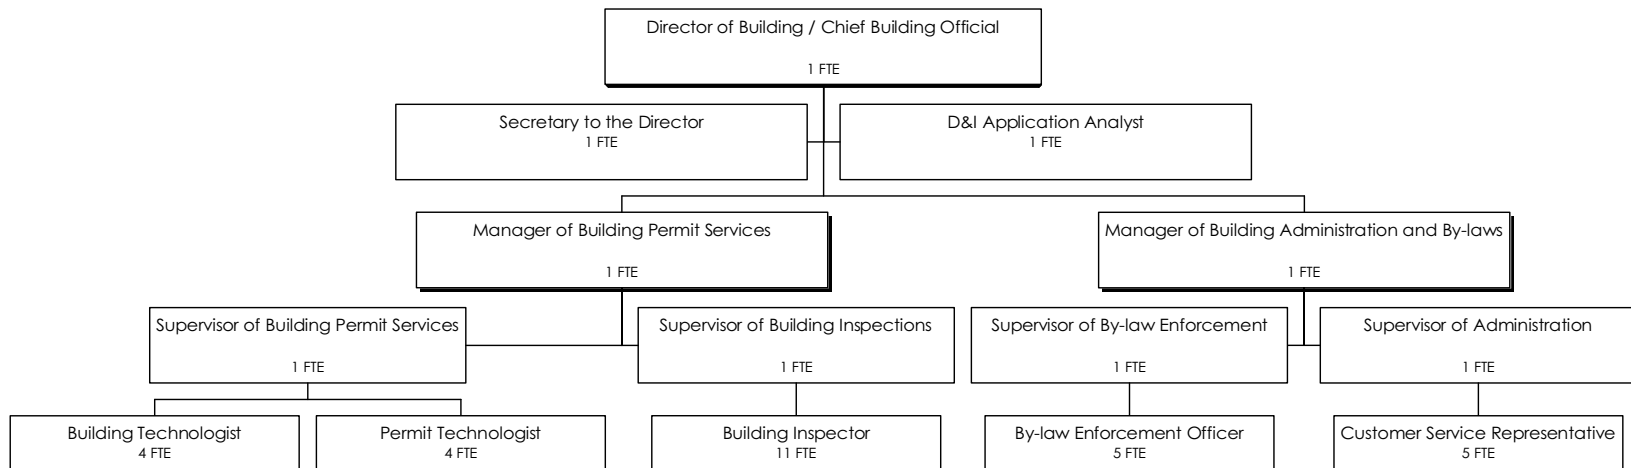 Director of Building / Chief Building Official
1 FTE
Secretary to the Director
1 FTE
D&I Application Analyst
1 FTE
Manager of Building Permit Services
1 FTE
Manager of Building Administration and By-laws
1 FTE
Supervisor of Building Permit Services
1 FTE
Supervisor of Building Inspections
1 FTE
Supervisor of By-law Enforcement
1 FTE
Supervisor of Administration
1 FTE
Building Technologist
4 FTE
Permit Technologist
4 FTE
Building Inspector
11 FTE
By-law Enforcement Officer
5 FTE
Customer Service Representative
5 FTE